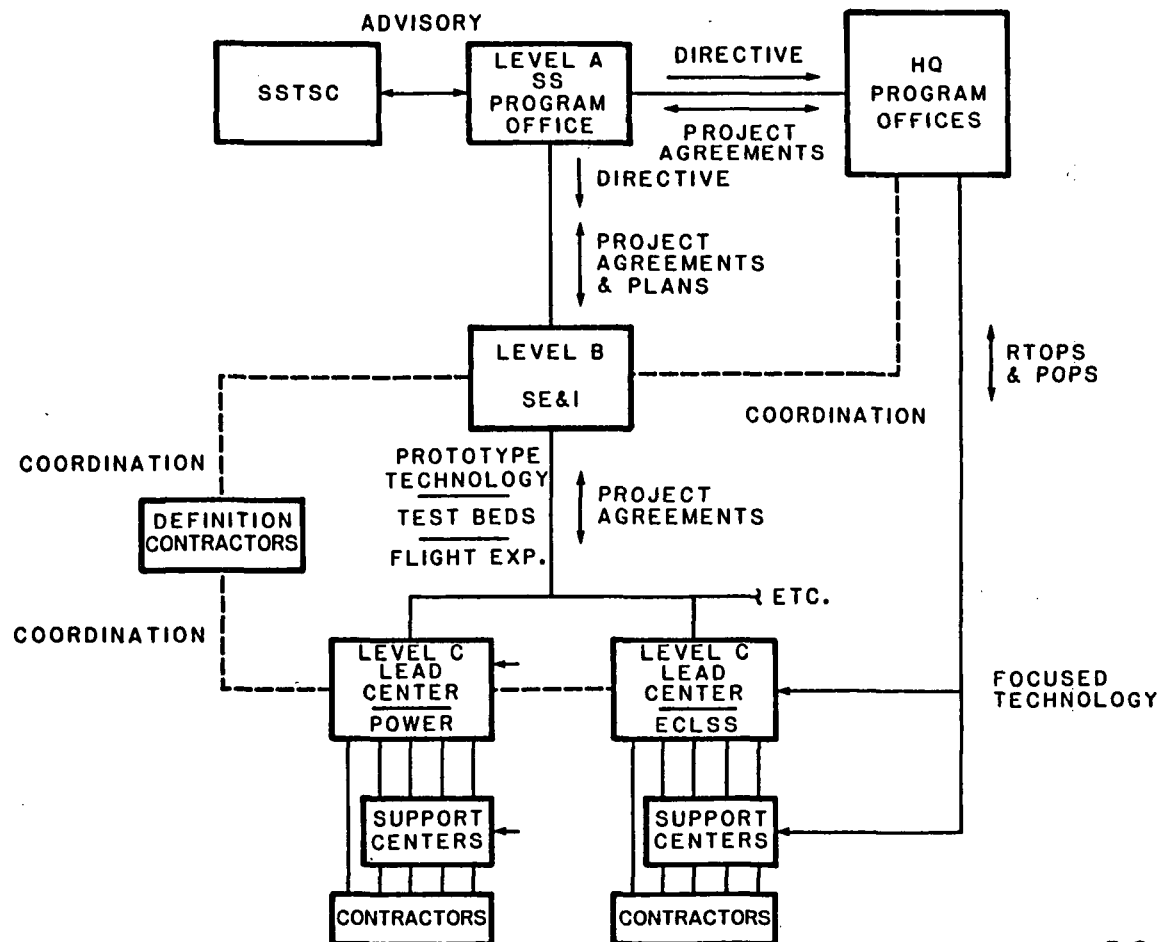 ADVISORY
SSTSC
LEVEL A
SS
PROGRAM
OFFICE
DIRECTIVE
PROJECT
AGREEMENTS
HQ
PROGRAM
OFFICES
DIRECTIVE
PROJECT
AGREEMENTS
& PLANS
LEVEL B
SE&I
RTOPS
& POPS
COORDINATION
COORDINATION
PROTOTYPE
TECHNOLOGY
TEST BEDS
FLIGHT EXP.
PROJECT
AGREEMENTS
DEFINITION
CONTRACTORS
ETC.
COORDINATION
LEVEL C
LEAD
CENTER
POWER
LEVEL C
LEAD
CENTER
ECLSS
FOCUSED
TECHNOLOGY
SUPPORT
CENTERS
SUPPORT
CENTERS
CONTRACTORS
CONTRACTORS